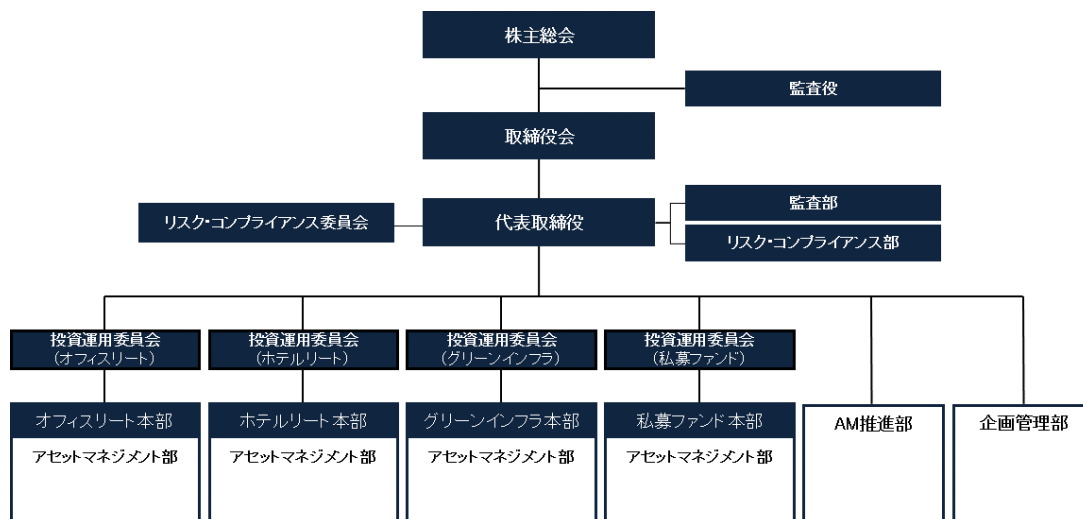 株主総会
監査役
取締役会
監査部
リスク・コンプライアンス委員会
代表取締役
リスク・コンプライアンス部
投資運用委員会
(オフィスリート)
投資運用委員会
(ホテルリート)
投資運用委員会
(グリーンインフラ)
投資運用委員会
(私募ファンド)
オフィスリート本部
アセットマネジメント部
ホテルリート本部
アセットマネジメント部
グリーンインフラ本部
アセットマネジメント部
私募ファンド本部
アセットマネジメント部
AM推進部
企画管理部